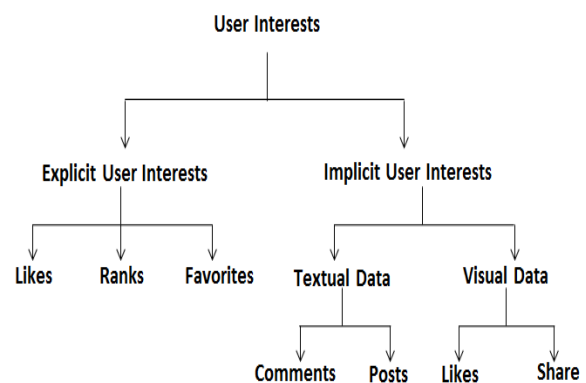 User Interests
Explicit User Interests
Implicit User Interests
Likes
Ranks
Favorites
Textual Data
Visual Data
Comments
Posts
Likes
Share